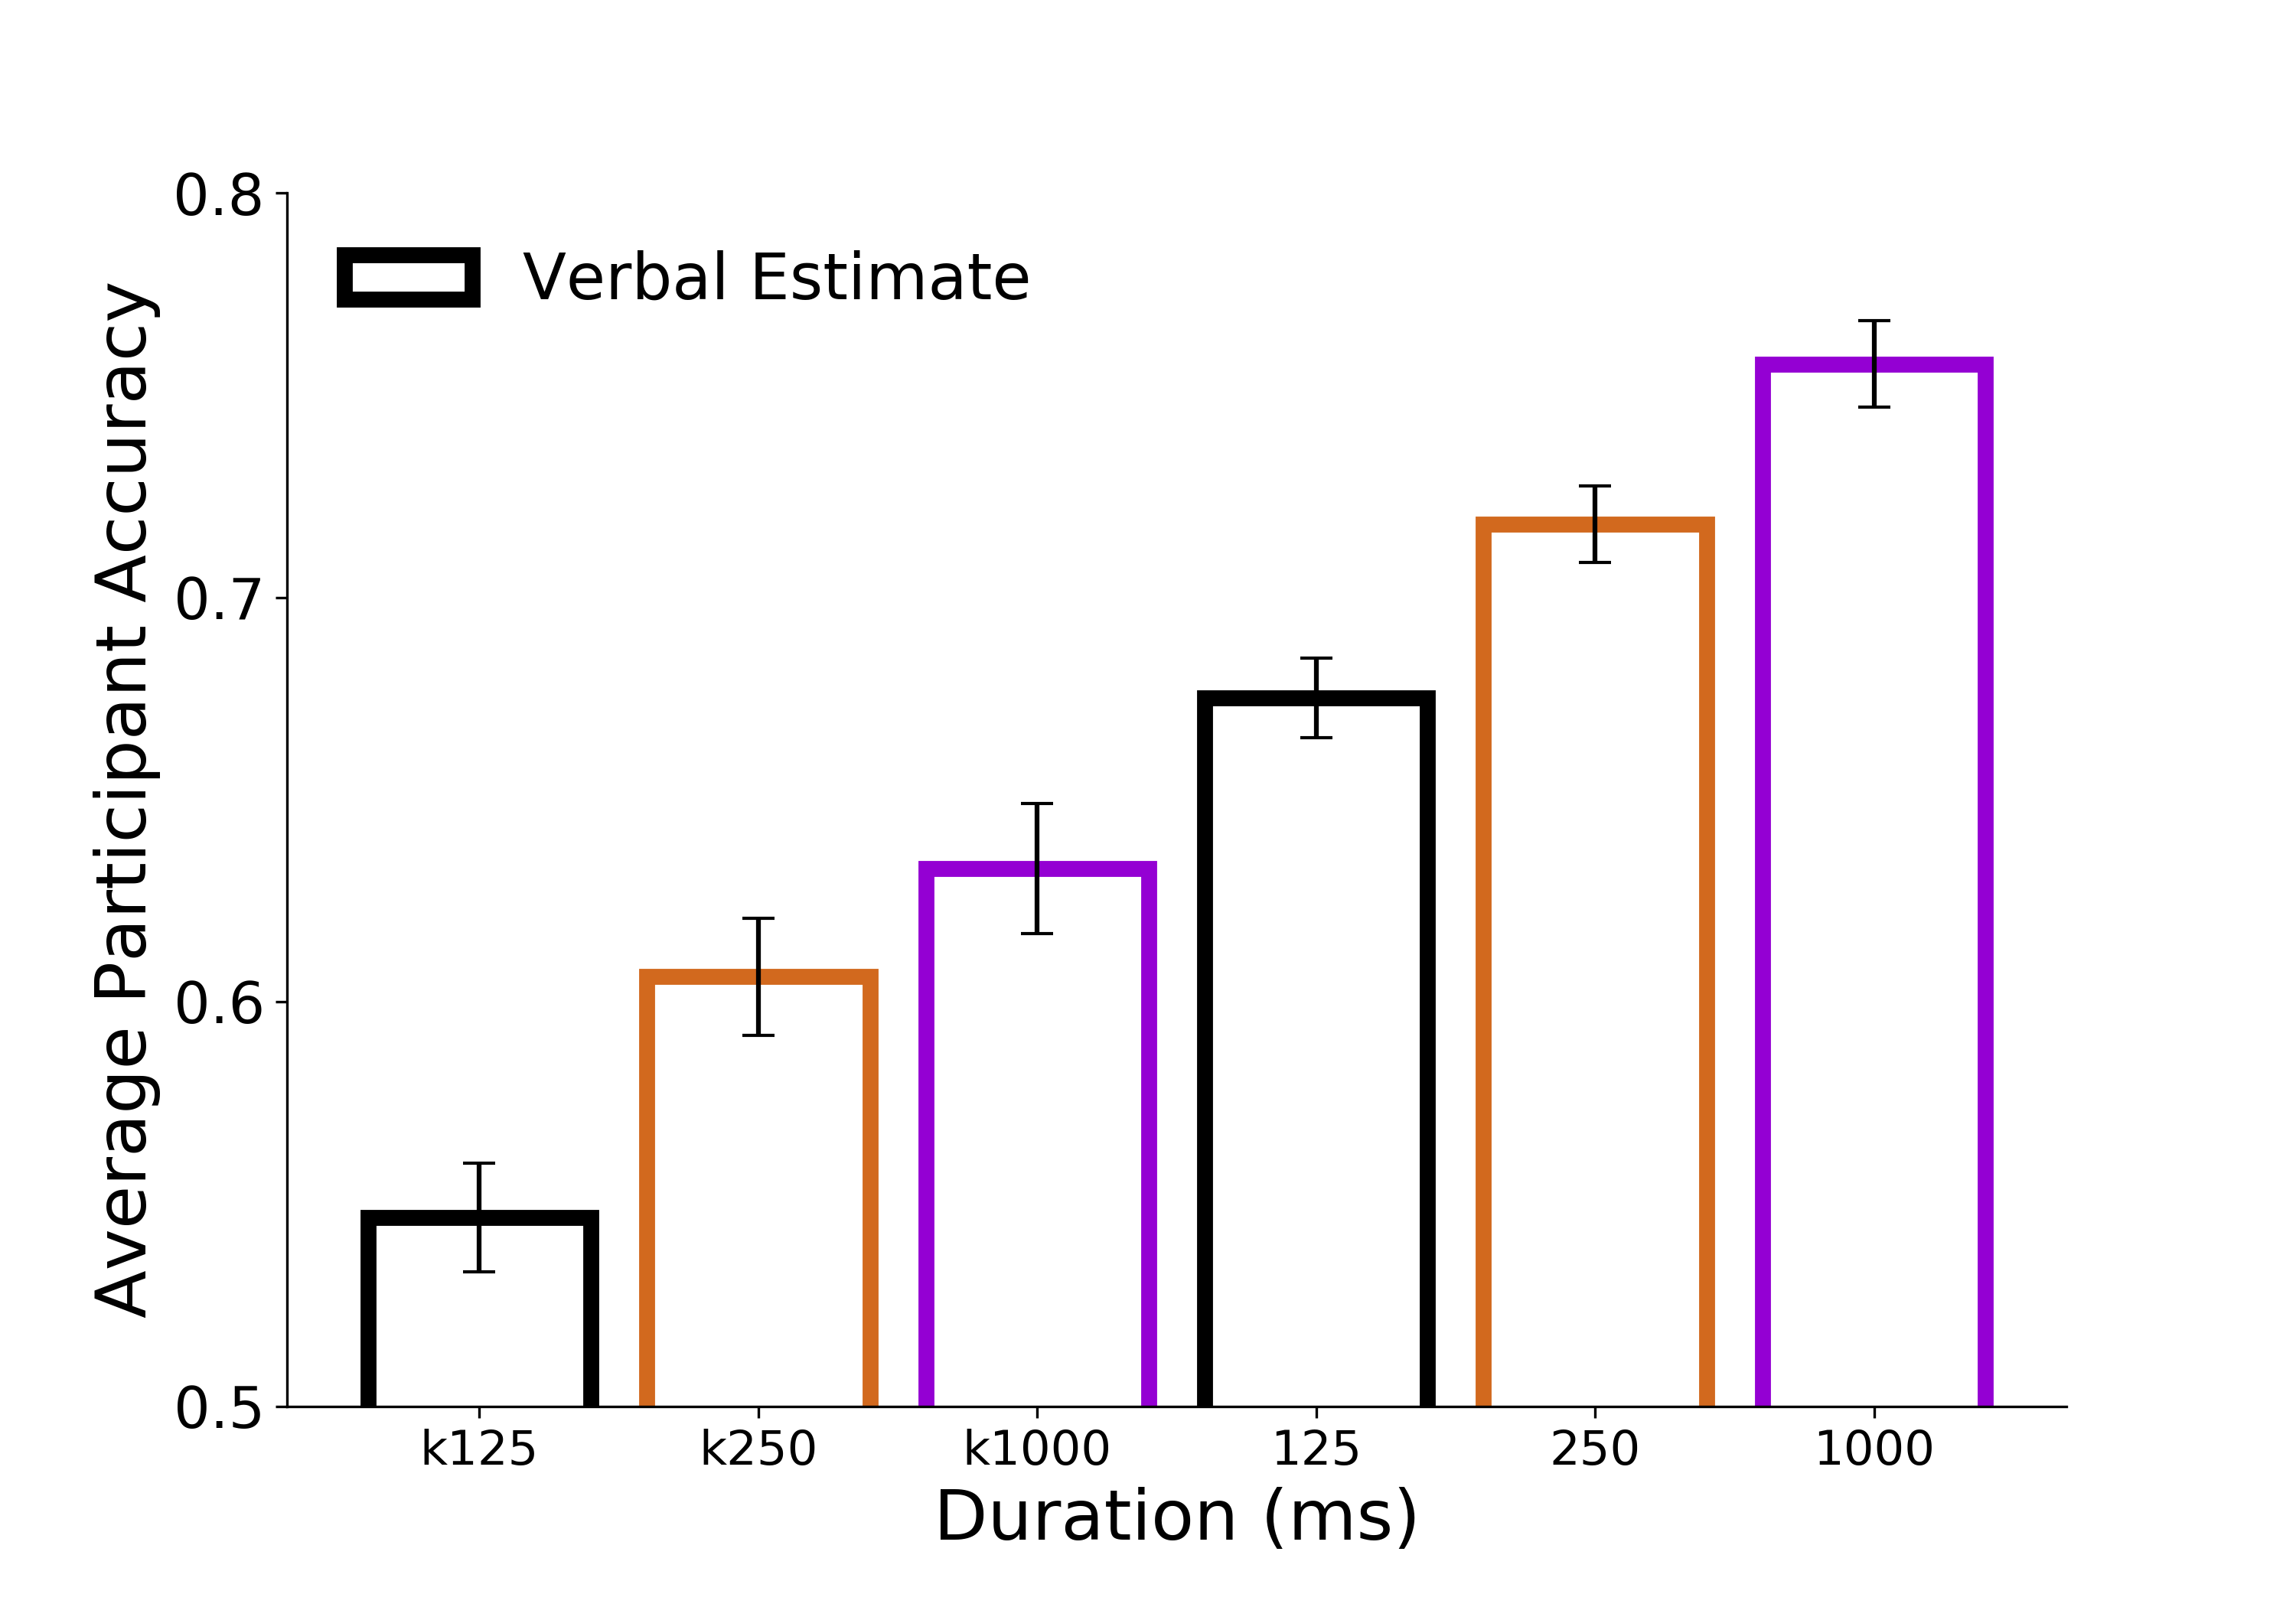 Average Participant Accuracy
0.8
0.7
0.6
0.5
Verbal Estimate
k125 k250 k1000 125 250 1000
Duration (ms)